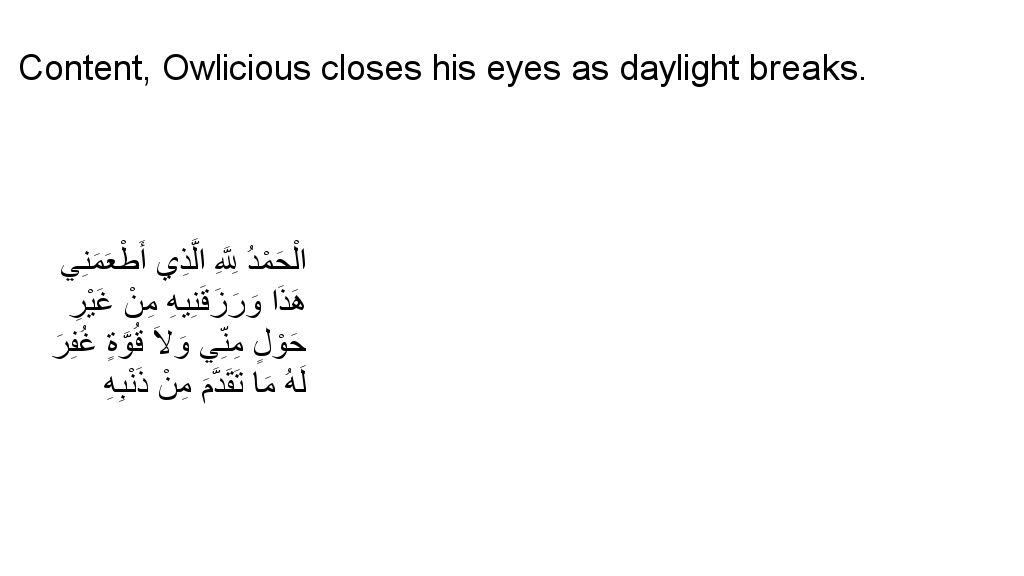 Content, Owlicious closes his eyes as daylight breaks.
الْحَمْدُ لِلَّهِ الَّذِي أَطْعَمَنِي
هَذَا وَرَزَقَنِيهِ مِنْ غَيْرِ
حَوْلٍ مِنِّي وَلاَ قُوَّةٍ غُفِرَ
لَهُ مَا تَقَدَّمَ مِنْ ذَنْبِهِ